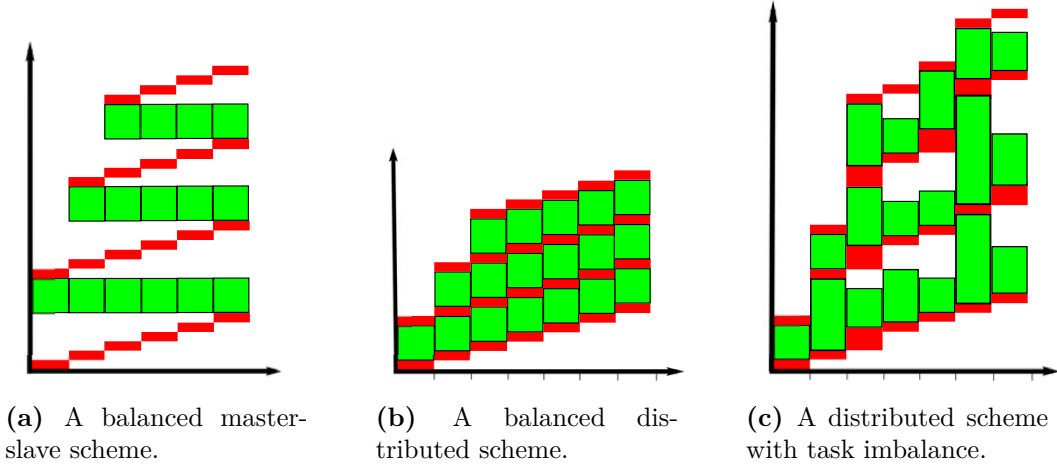 (a) A balanced master-
slave scheme.
(b) A balanced dis-
tributed scheme.
(c) A distributed scheme
with task imbalance.